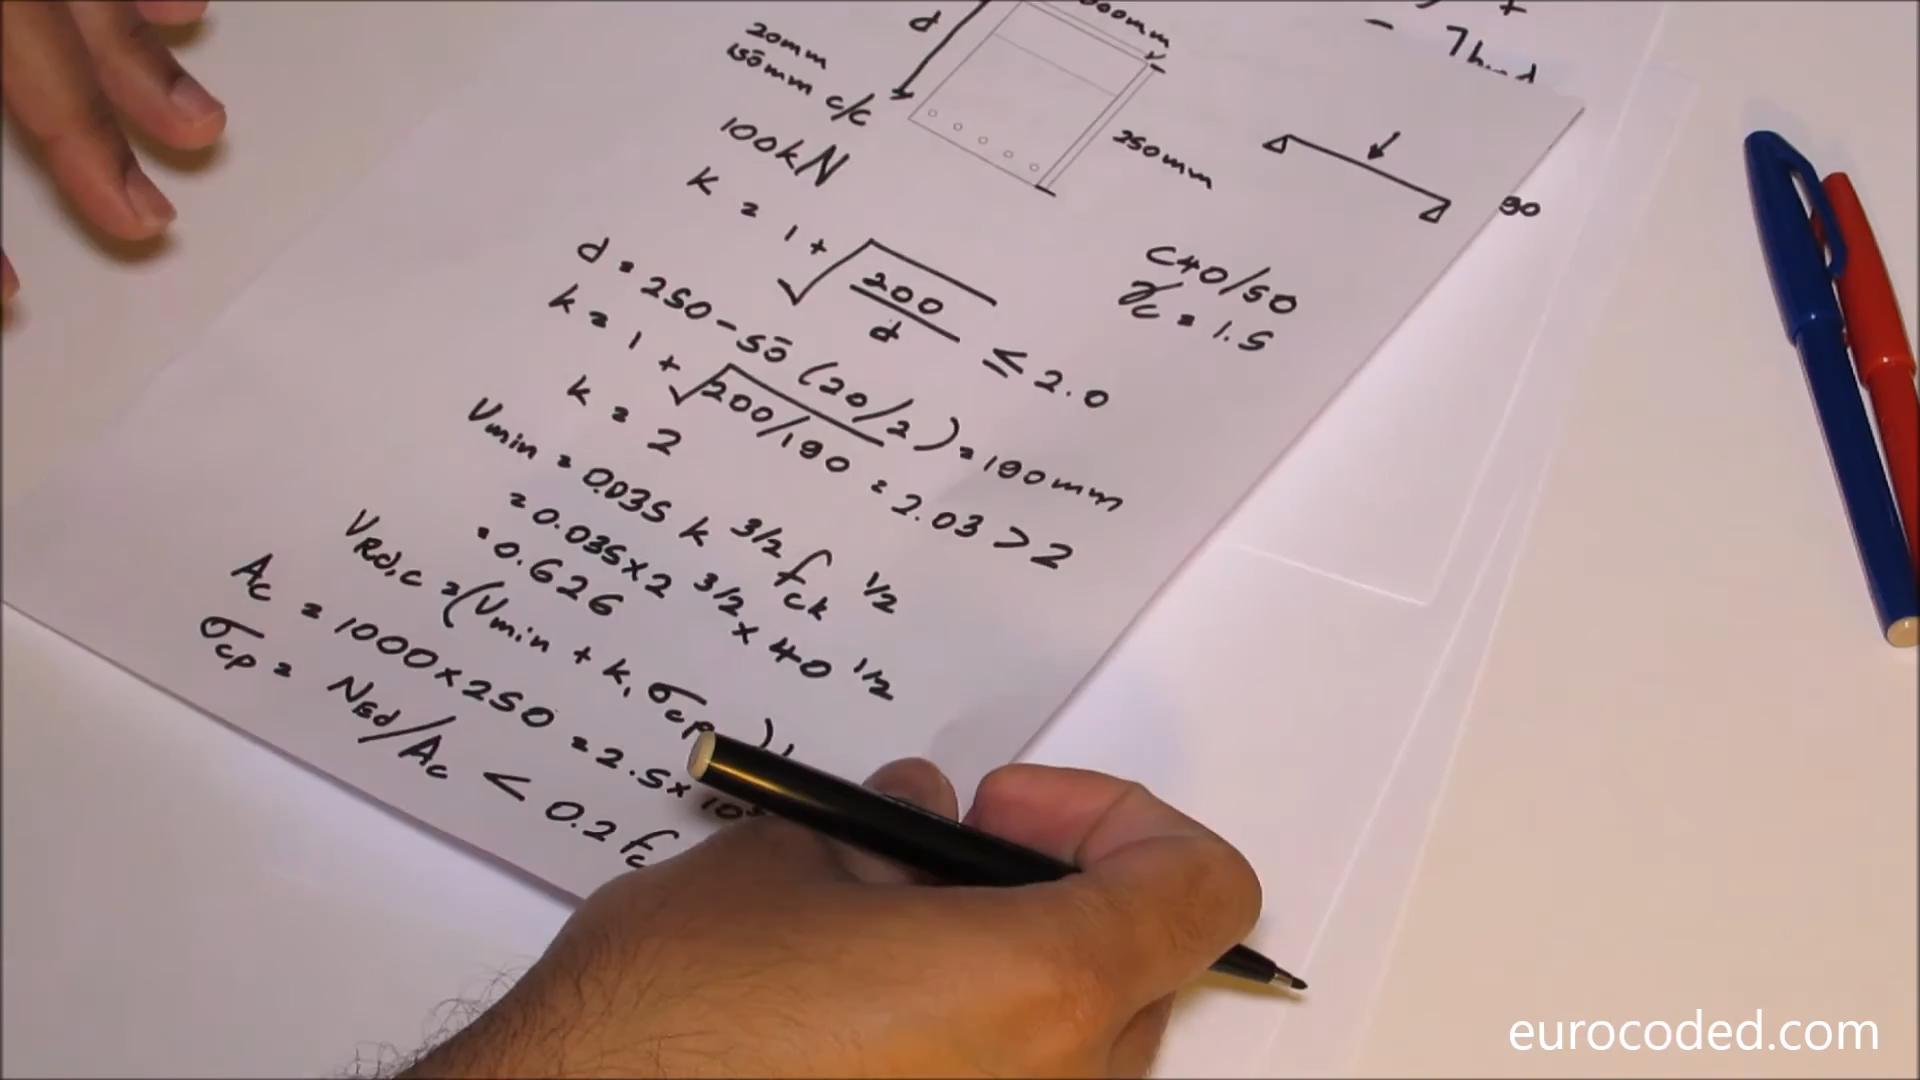 d
20mm
150mm c/c
250mm
100kN
90
C40/50
γc = 1.5
k = 1 + √200/d ≤ 2.0
d = 250 - 50 (20/2) = 190mm
k = 1 + √200/190 = 2.03 > 2
k = 2
Vmin = 0.035 k 3/2 fck 1/2
= 0.035 x 2 3/2 x 40 1/2
= 0.626
VRd,c = (Vmin + k1 σcp)
Ac = 1000 x 250 = 2.5 x 10
σcp = NEd/Ac < 0.2 fc
eurocoded.com